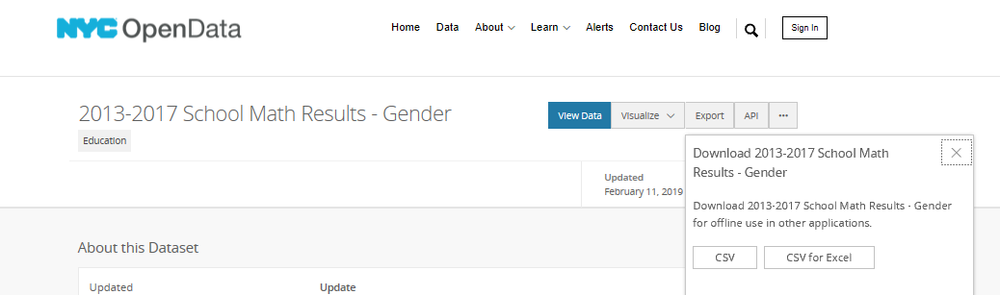 NYC OpenData
Home Data About Learn Alerts Contact Us Blog Sign In
2013-2017 School Math Results - Gender
View Data Visualize Export API
Education
Download 2013-2017 School Math
Results - Gender
Updated
February 11, 2019
Download 2013-2017 School Math Results - Gender
for offline use in other applications.
About this Dataset
CSV CSV for Excel
Updated Update